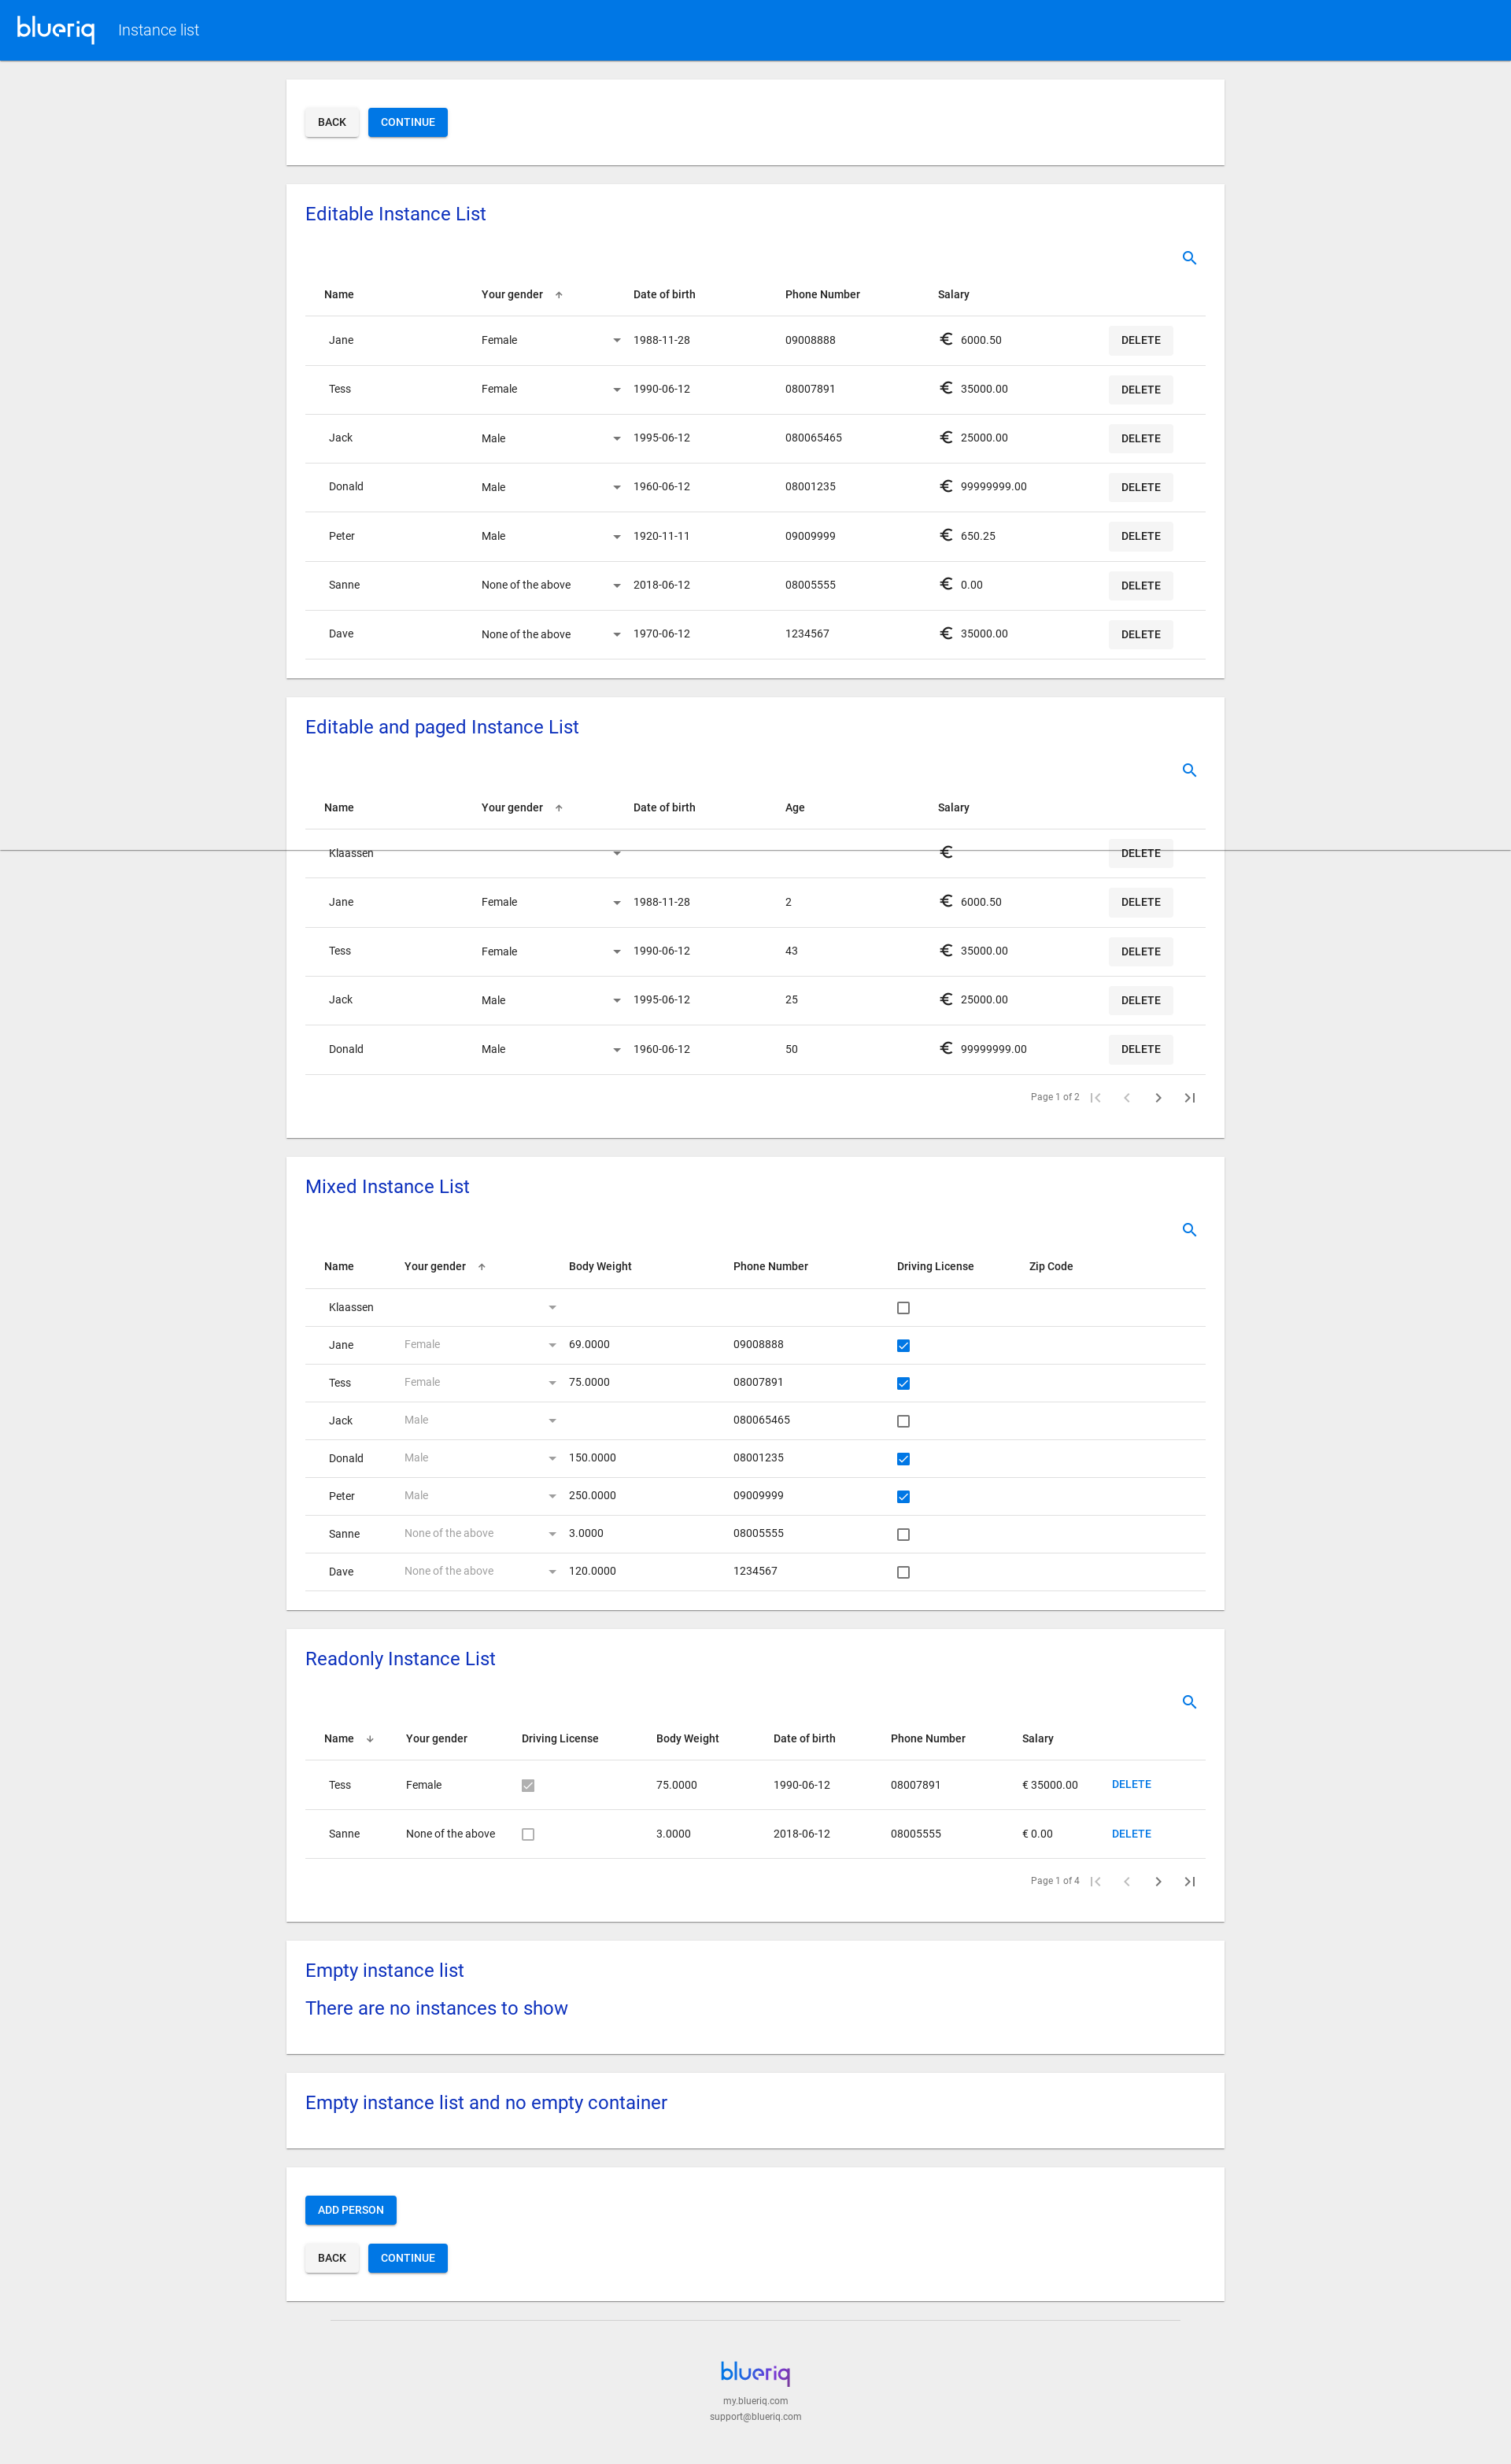 blueriq Instance list
BACK CONTINUE
Editable Instance List
Name Your gender Date of birth Phone Number Salary
Jane Female 1988-11-28 09008888 € 6000.50 DELETE
Tess Female 1990-06-12 08007891 € 35000.00 DELETE
Jack Male 1995-06-12 080065465 € 25000.00 DELETE
Donald Male 1960-06-12 08001235 € 99999999.00 DELETE
Peter Male 1920-11-11 09009999 € 650.25 DELETE
Sanne None of the above 2018-06-12 08005555 € 0.00 DELETE
Dave None of the above 1970-06-12 1234567 € 35000.00 DELETE
Editable and paged Instance List
Name Your gender Date of birth Age Salary
Klaassen € DELETE
Jane Female 1988-11-28 2 € 6000.50 DELETE
Tess Female 1990-06-12 43 € 35000.00 DELETE
Jack Male 1995-06-12 25 € 25000.00 DELETE
Donald Male 1960-06-12 50 € 99999999.00 DELETE
Page 1 of 2
Mixed Instance List
Name Your gender Body Weight Phone Number Driving License Zip Code
Klaassen
Jane Female 69.0000 09008888
Tess Female 75.0000 08007891
Jack Male 080065465
Donald Male 150.0000 08001235
Peter Male 250.0000 09009999
Sanne None of the above 3.0000 08005555
Dave None of the above 120.0000 1234567
Readonly Instance List
Name Your gender Driving License Body Weight Date of birth Phone Number Salary
Tess Female 75.0000 1990-06-12 08007891 € 35000.00 DELETE
Sanne None of the above 3.0000 2018-06-12 08005555 € 0.00 DELETE
Page 1 of 4
Empty instance list
There are no instances to show
Empty instance list and no empty container
ADD PERSON
BACK CONTINUE
blueriq
my.blueriq.com
support@blueriq.com